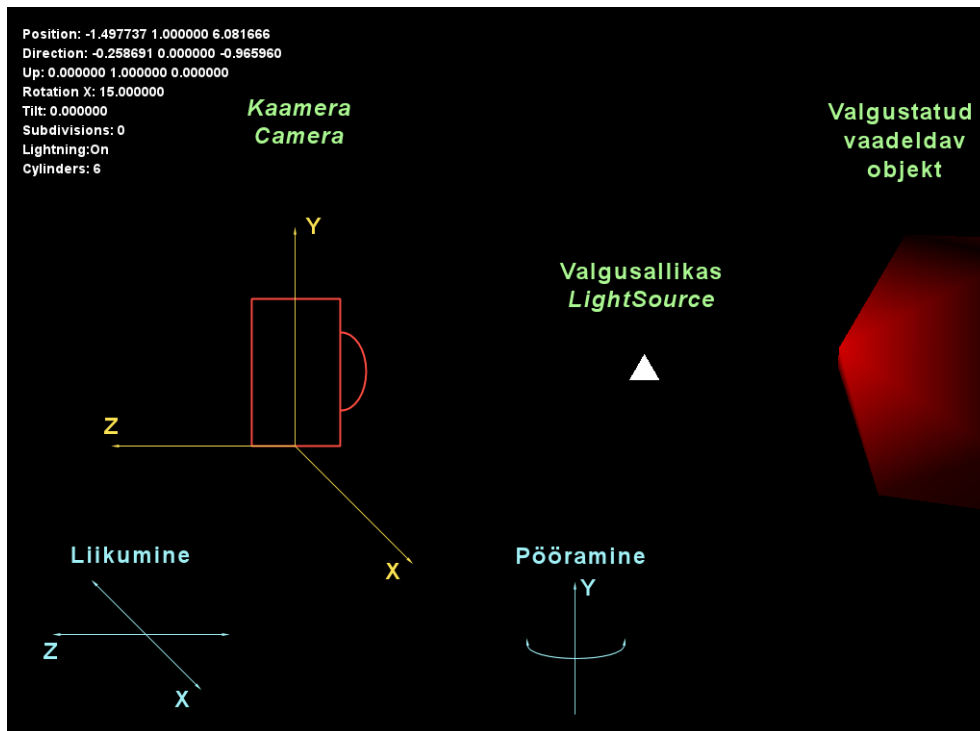 Position: -1.497737 1.000000 6.081666
Direction: -0.258691 0.000000 -0.965960
Up: 0.000000 1.000000 0.000000
Rotation X: 15.000000
Tilt: 0.000000
Subdivisions: 0
Lightning:On
Cylinders: 6
Kaamera
Camera
Valgustatud
vaadeldav
objekt
Y
Valgusallikas
LightSource
Z
X
Liikumine
Z
X
Pööramine
Y